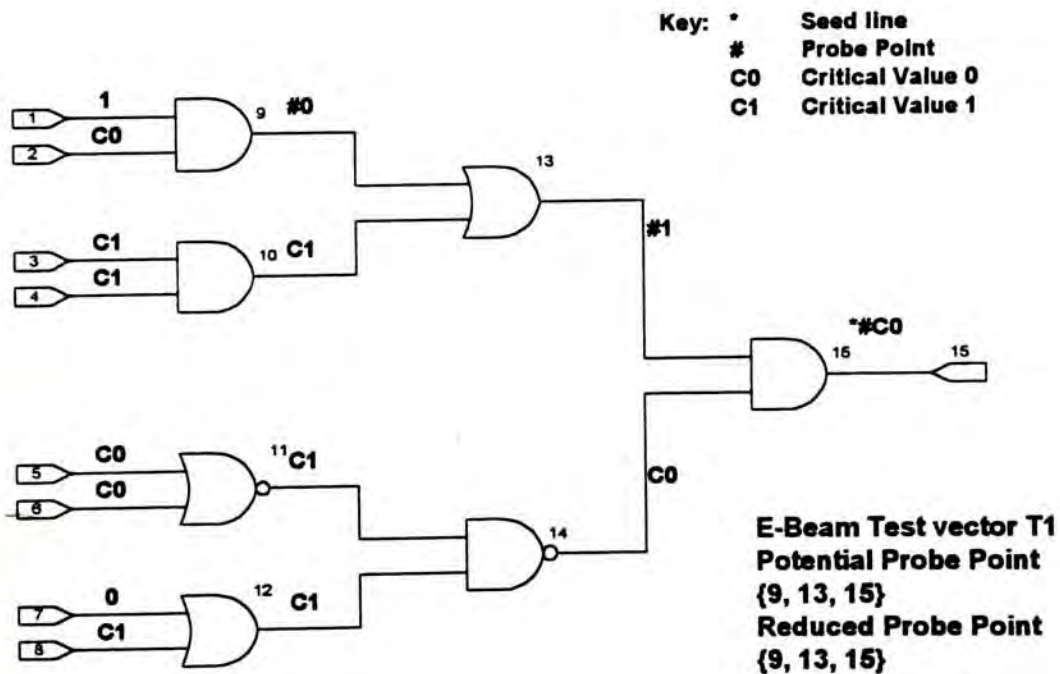 Key: * Seed line
# Probe Point
C0 Critical Value 0
C1 Critical Value 1
1 1 9 #0
2 C0
13
#1
3 C1
4 C1 10 C1
*#C0
15 15
5 C0
6 C0 11 C1
C0
14
7 0
8 C1 12 C1
E-Beam Test vector T1
Potential Probe Point
{9, 13, 15}
Reduced Probe Point
{9, 13, 15}